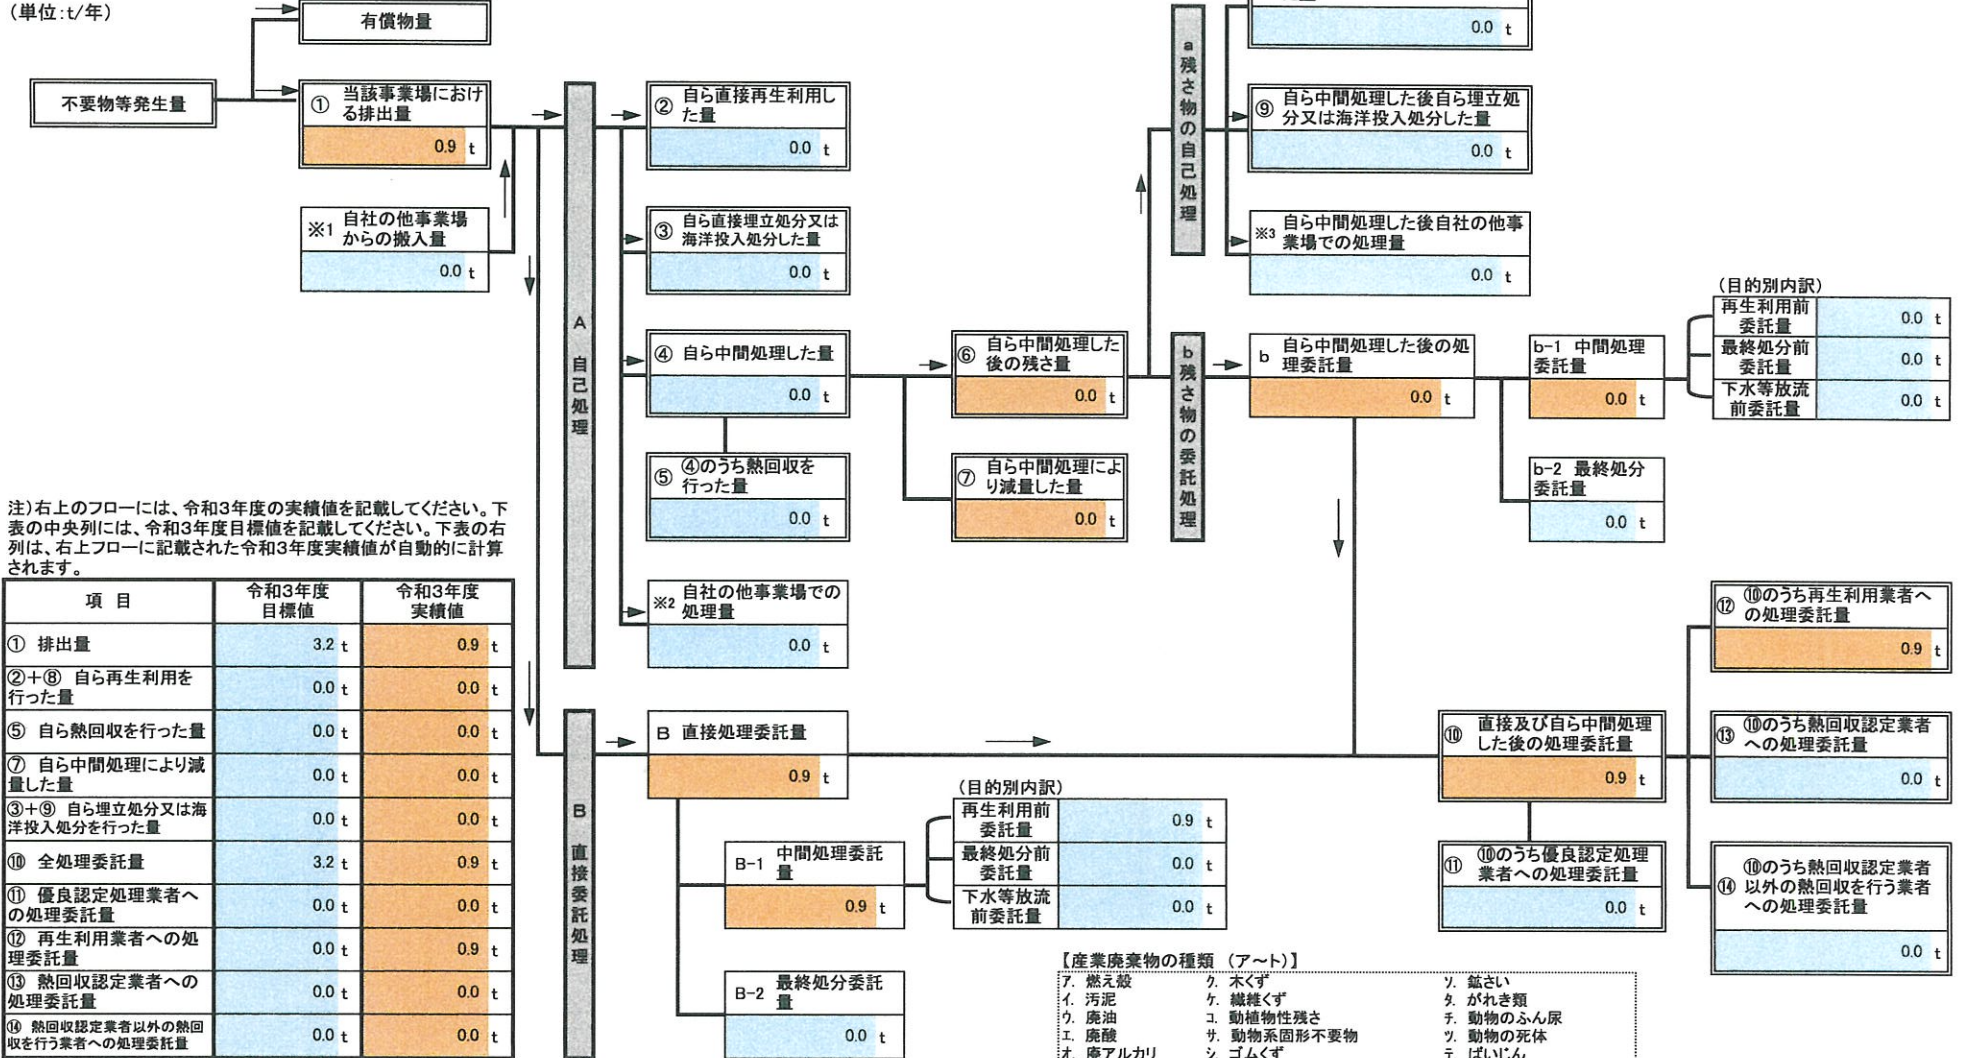 (単位:t/年)
有償物量
不要物等発生量
① 当該事業場におけ
る排出量
0.9 t
※1 自社の他事業場
からの搬入量
0.0 t
A 自己処理
② 自ら直接再生利用し
た量
0.0 t
③ 自ら直接埋立処分又は
海洋投入処分した量
0.0 t
④ 自ら中間処理した量
0.0 t
⑤ ④のうち熱回収を
行った量
0.0 t
※2 自社の他事業場での
処理量
0.0 t
⑥ 自ら中間処理した
後の残さ量
0.0 t
⑦ 自ら中間処理によ
り減量した量
0.0 t
a 残さ物の自己処理
0.0 t
⑨ 自ら中間処理した後自ら埋立処
分又は海洋投入処分した量
0.0 t
※3 自ら中間処理した後自社の他事
業場での処理量
0.0 t
b 残さ物の委託処理
b 自ら中間処理した後の処
理委託量
0.0 t
b-1 中間処理
委託量
0.0 t
b-2 最終処分
委託量
0.0 t
(目的別内訳)
再生利用前
委託量
0.0 t
最終処分前
委託量
0.0 t
下水等放流
前委託量
0.0 t
注)右上のフローには、令和3年度の実績値を記載してください。下
表の中央列には、令和3年度目標値を記載してください。下表の右
列は、右上フローに記載された令和3年度実績値が自動的に計算
されます。
項 目
令和3年度
目標値
令和3年度
実績値
① 排出量 3.2 t 0.9 t
②+⑧ 自ら再生利用を
行った量
0.0 t 0.0 t
⑤ 自ら熱回収を行った量 0.0 t 0.0 t
⑦ 自ら中間処理により減
量した量
0.0 t 0.0 t
③+⑨ 自ら埋立処分又は海
洋投入処分を行った量
0.0 t 0.0 t
⑩ 全処理委託量 3.2 t 0.9 t
⑪ 優良認定処理業者へ
の処理委託量
0.0 t 0.0 t
⑫ 再生利用業者への処
理委託量
0.0 t 0.9 t
⑬ 熱回収認定業者への
処理委託量
0.0 t 0.0 t
⑭ 熱回収認定業者以外の熱回
収を行う業者への処理委託量
0.0 t 0.0 t
B 直接委託処理
B 直接処理委託量
0.9 t
B-1 中間処理委託
量
0.9 t
B-2 最終処分委託
量
0.0 t
(目的別内訳)
再生利用前
委託量
0.9 t
最終処分前
委託量
0.0 t
下水等放流
前委託量
0.0 t
⑩ 直接及び自ら中間処理
した後の処理委託量
0.9 t
⑪ ⑩のうち優良認定処理
業者への処理委託量
0.0 t
⑫ ⑩のうち再生利用業者へ
の処理委託量
0.9 t
⑬ ⑩のうち熱回収認定業者
への処理委託量
0.0 t
⑭ ⑩のうち熱回収認定業者
以外の熱回収を行う業者
への処理委託量
0.0 t
【産業廃棄物の種類 (ア~ト)】
ア. 燃え殻 ク. 木くず ソ. 鉱さい
イ. 汚泥 ケ. 繊維くず タ. がれき類
ウ. 廃油 コ. 動植物性残さ チ. 動物のふん尿
エ. 廃酸 サ. 動物系固形不要物 ツ. 動物の死体
オ. 廃アルカリ シ. ゴムくず テ. ばいじん